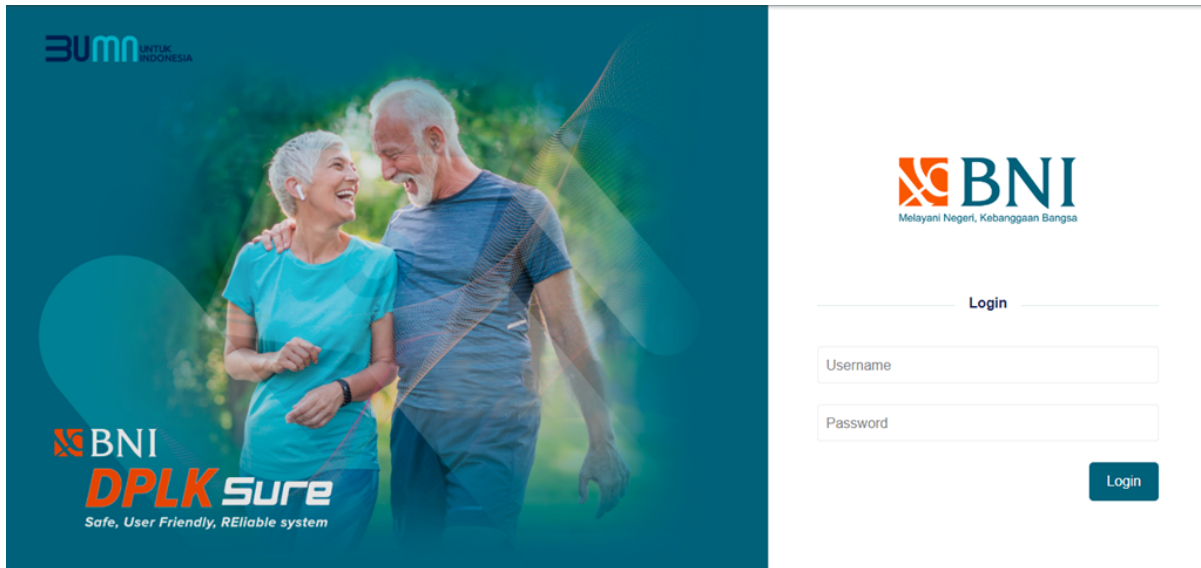 BUMN UNTUK
INDONESIA
BNI
DPLK Sure
Safe, User Friendly, REliable system
BNI
Melayani Negeri, Kebanggaan Bangsa
Login
Username
Password
Login